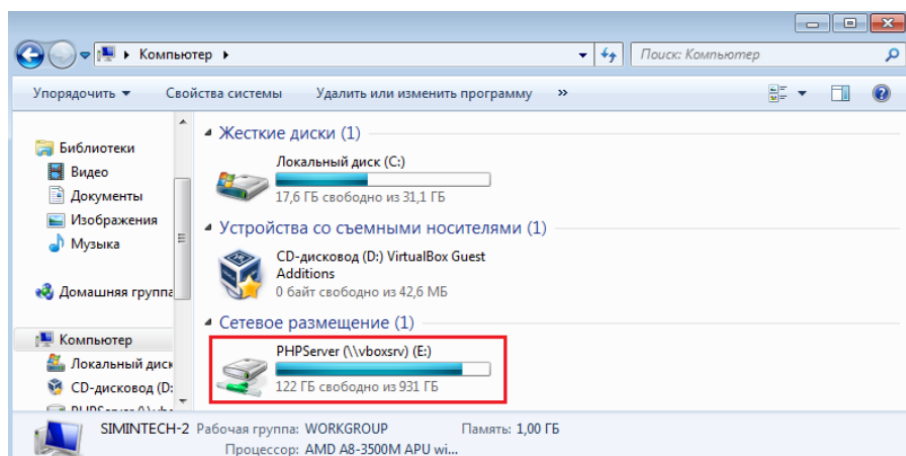 Компьютер
Поиск: Компьютер
Упорядочить
Свойства системы
Удалить или изменить программу
»
Библиотеки
Видео
Документы
Изображения
Музыка
Домашняя группа
Компьютер
Локальный диск
CD-дисковод (D:
Жесткие диски (1)
Локальный диск (C:)
17,6 ГБ свободно из 31,1 ГБ
Устройства со съемными носителями (1)
CD-дисковод (D:) VirtualBox Guest
Additions
0 байт свободно из 42,6 МБ
Сетевое размещение (1)
PHPServer (\\vboxsrv) (E:)
122 ГБ свободно из 931 ГБ
SIMINTECH-2 Рабочая группа: WORKGROUP Память: 1,00 ГБ
Процессор: AMD A8-3500M APU wi...